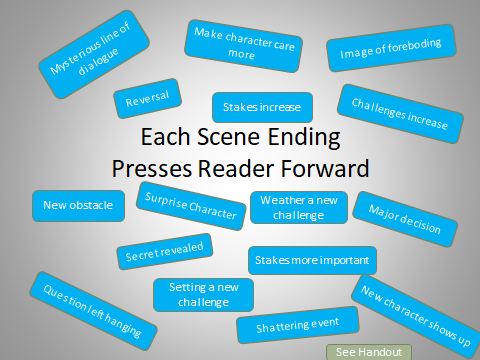 Mysterious line of
dialogue
Make character care
more
Image of foreboding
Reversal
Stakes increase
Challenges increase
Each Scene Ending
Presses Reader Forward
New obstacle
Surprise Character
Weather a new
challenge
Major decision
Secret revealed
Stakes more important
Setting a new
challenge
Question left hanging
Shattering event
New character shows up
See Handout